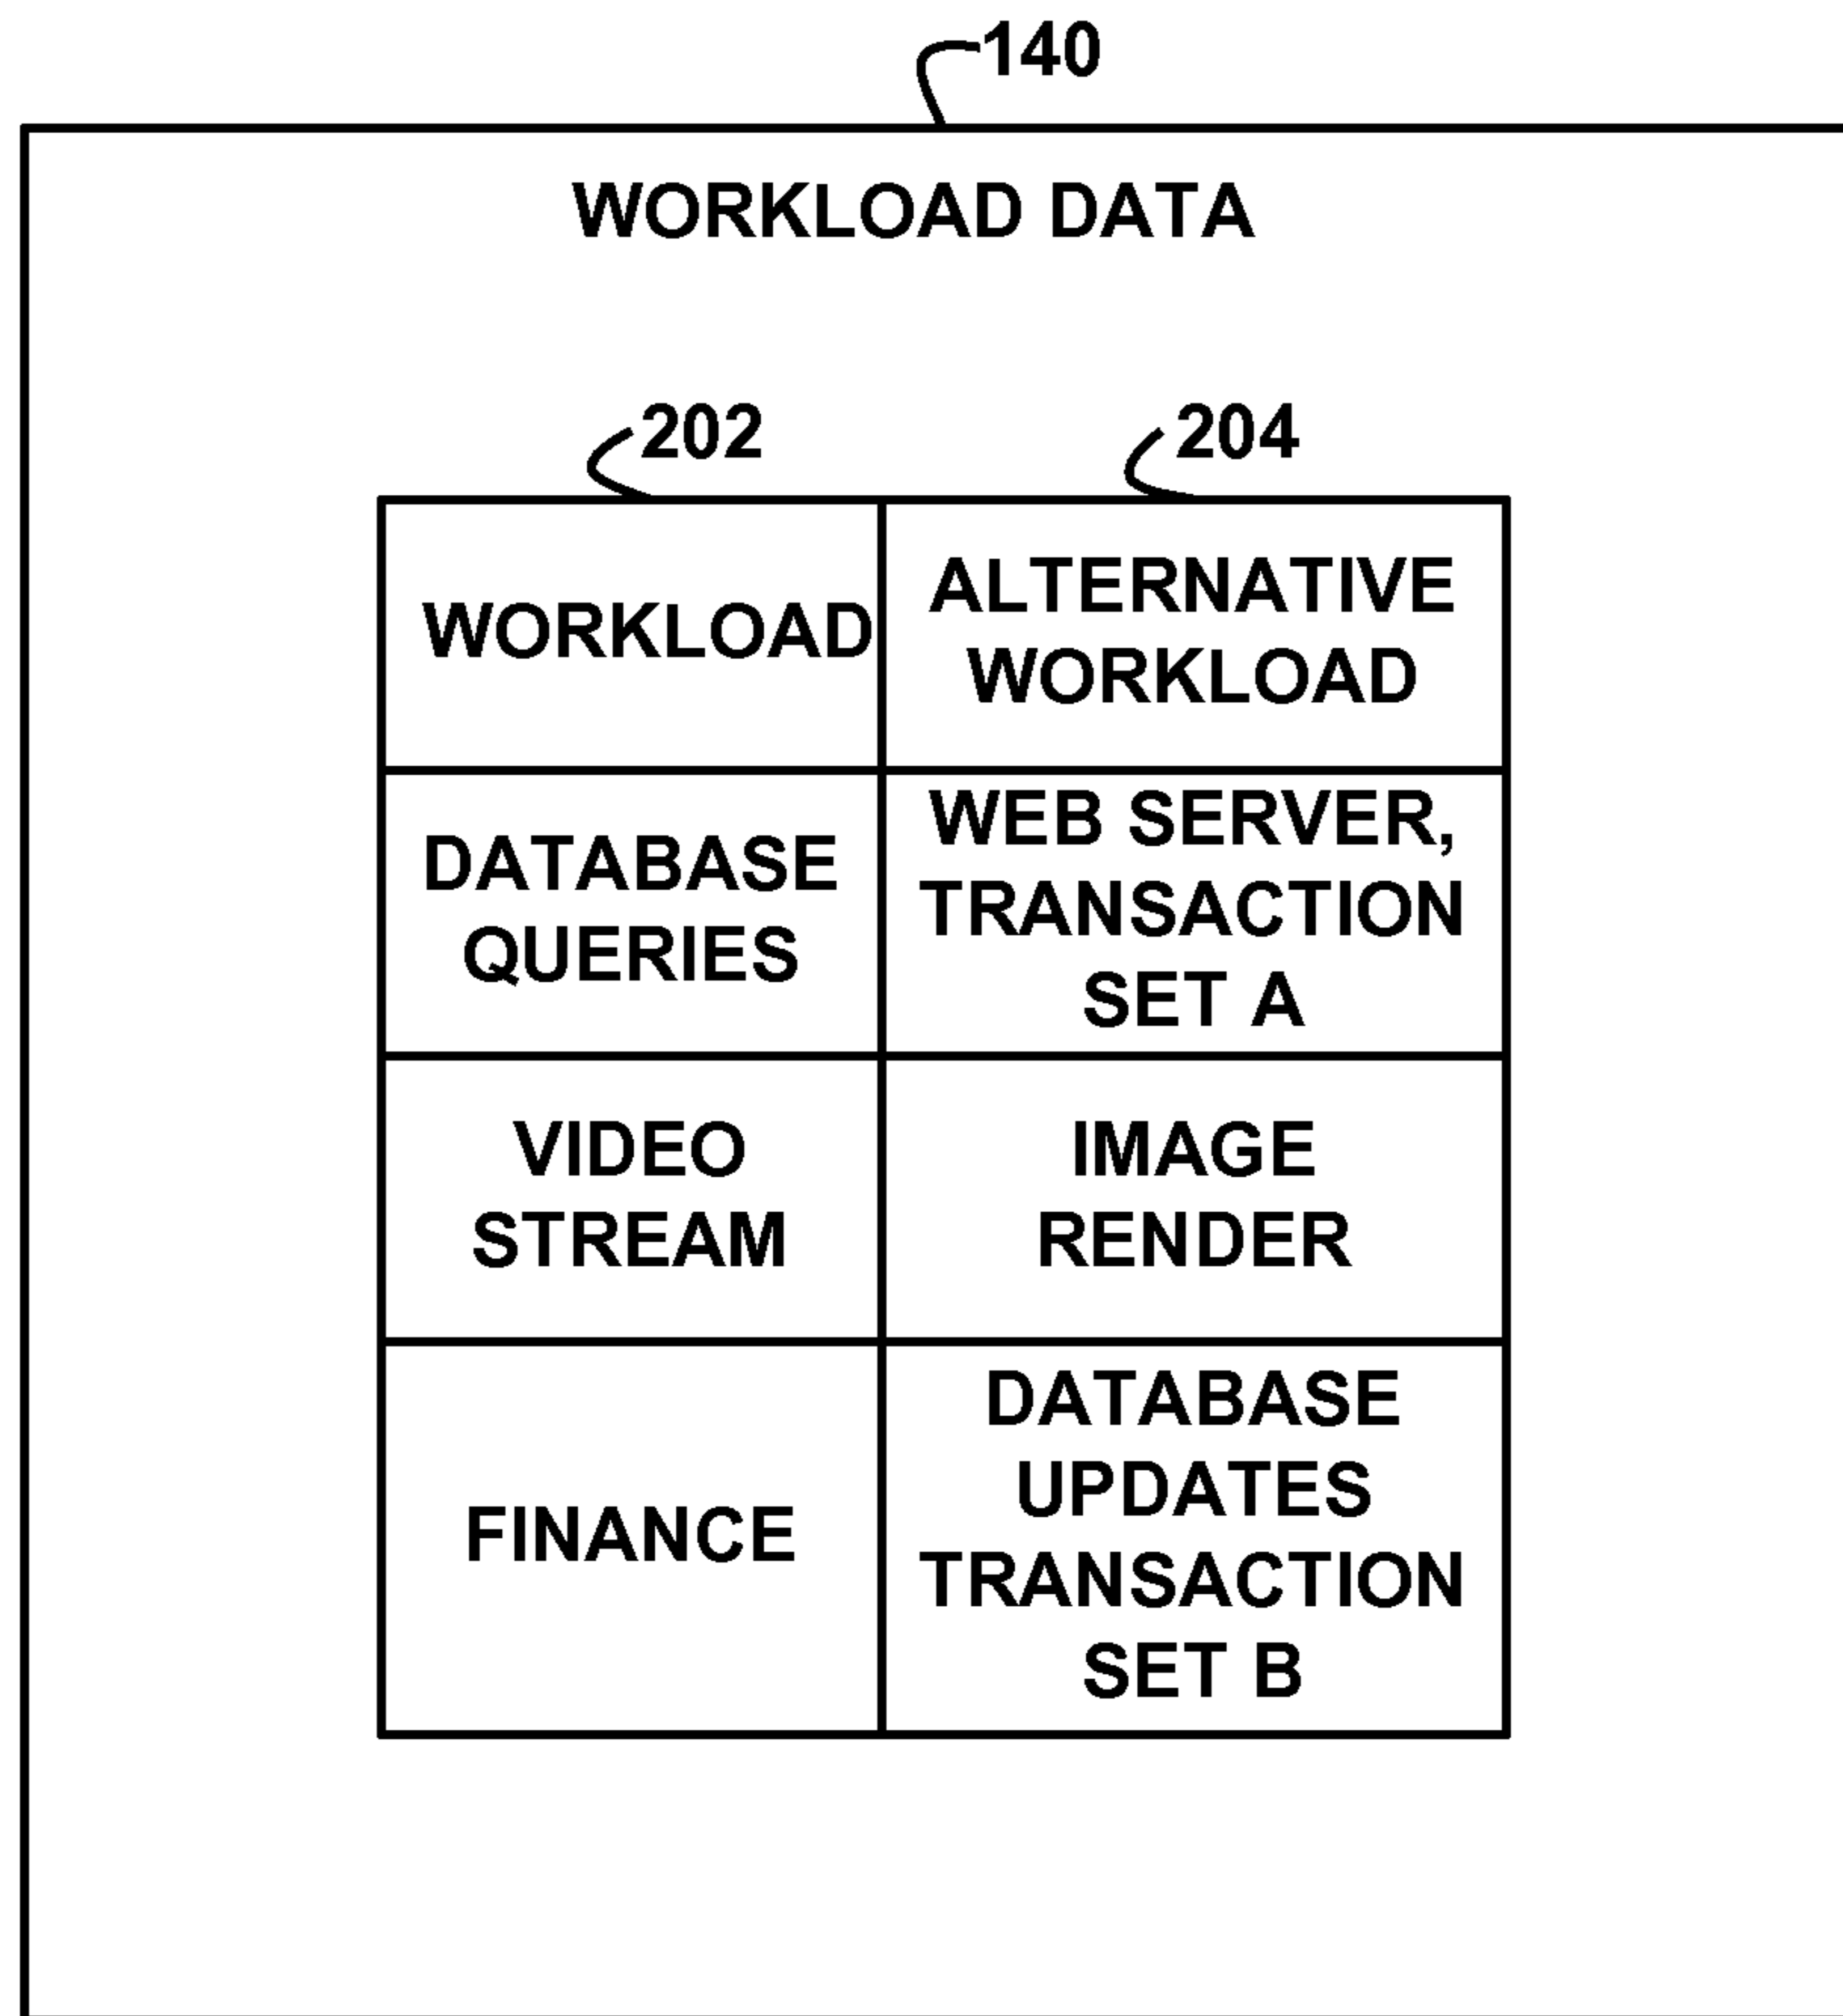 140
WORKLOAD DATA
202
204
WORKLOAD
ALTERNATIVE
WORKLOAD
DATABASE
QUERIES
WEB SERVER,
TRANSACTION
SET A
VIDEO
STREAM
IMAGE
RENDER
FINANCE
DATABASE
UPDATES
TRANSACTION
SET B